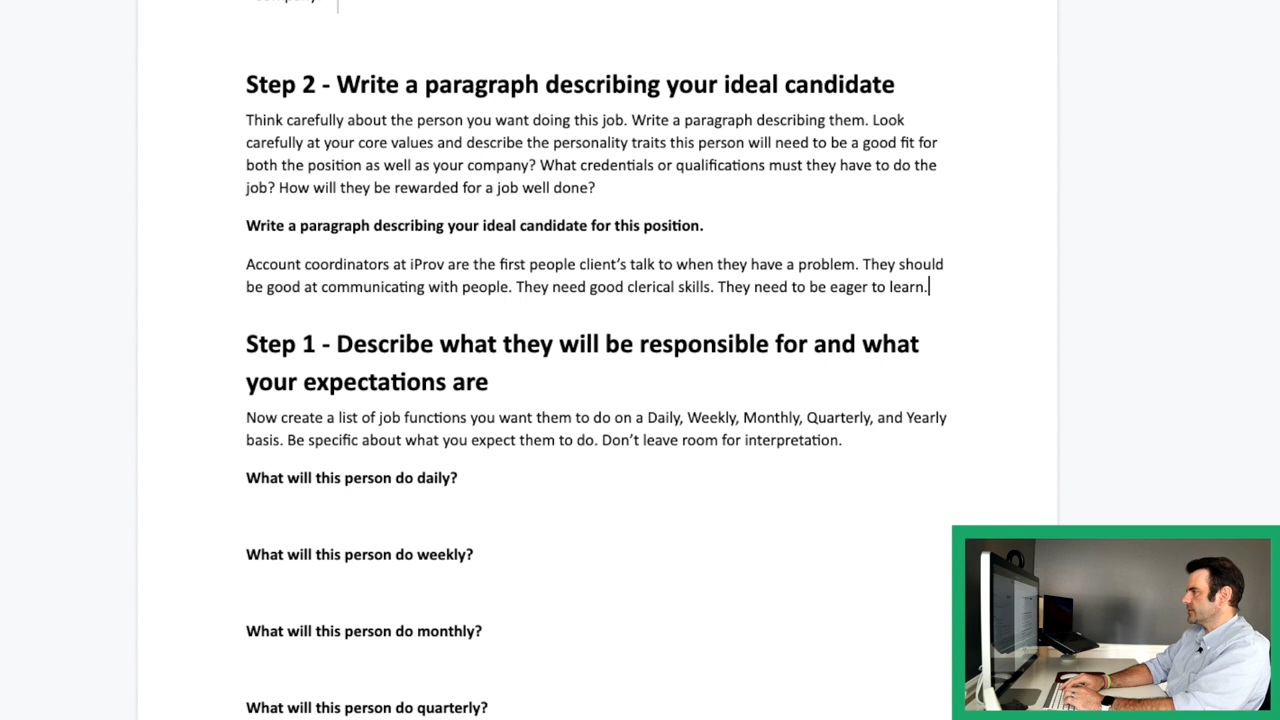 Step 2 - Write a paragraph describing your ideal candidate
Think carefully about the person you want doing this job. Write a paragraph describing them. Look
carefully at your core values and describe the personality traits this person will need to be a good fit for
both the position as well as your company? What credentials or qualifications must they have to do the
job? How will they be rewarded for a job well done?
Write a paragraph describing your ideal candidate for this position.
Account coordinators at iProv are the first people client's talk to when they have a problem. They should
be good at communicating with people. They need good clerical skills. They need to be eager to learn.
Step 1 - Describe what they will be responsible for and what
your expectations are
Now create a list of job functions you want them to do on a Daily, Weekly, Monthly, Quarterly, and Yearly
basis. Be specific about what you expect them to do. Don't leave room for interpretation.
What will this person do daily?
What will this person do weekly?
What will this person do monthly?
What will this person do quarterly?